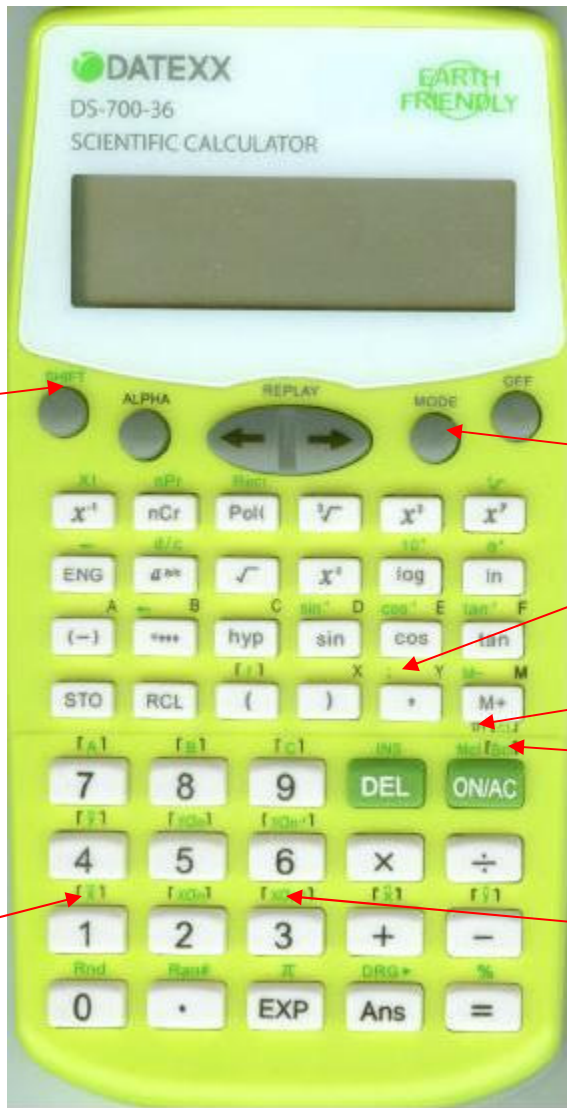 DATEXX
EARTH
FRIENDLY
DS-700-36
SCIENTIFIC CALCULATOR
SHIFT
ALPHA
REPLAY
MODE
OFF
nPr
x⁻¹ nCr Pol( ³√ x³
d/c 10ˣ eˣ
ENG a b/c √ x² log ln
A B C sin⁻¹ D cos⁻¹ E tan⁻¹ F
(−) hyp sin cos tan
X ; Y M− M
STO RCL ( ) M+
[A] [B] [C] INS Mcl
7 8 9 DEL ON/AC
4 5 6 × ÷
1 2 3 + −
Rnd Ran# π DRG▸ %
0 · EXP Ans =